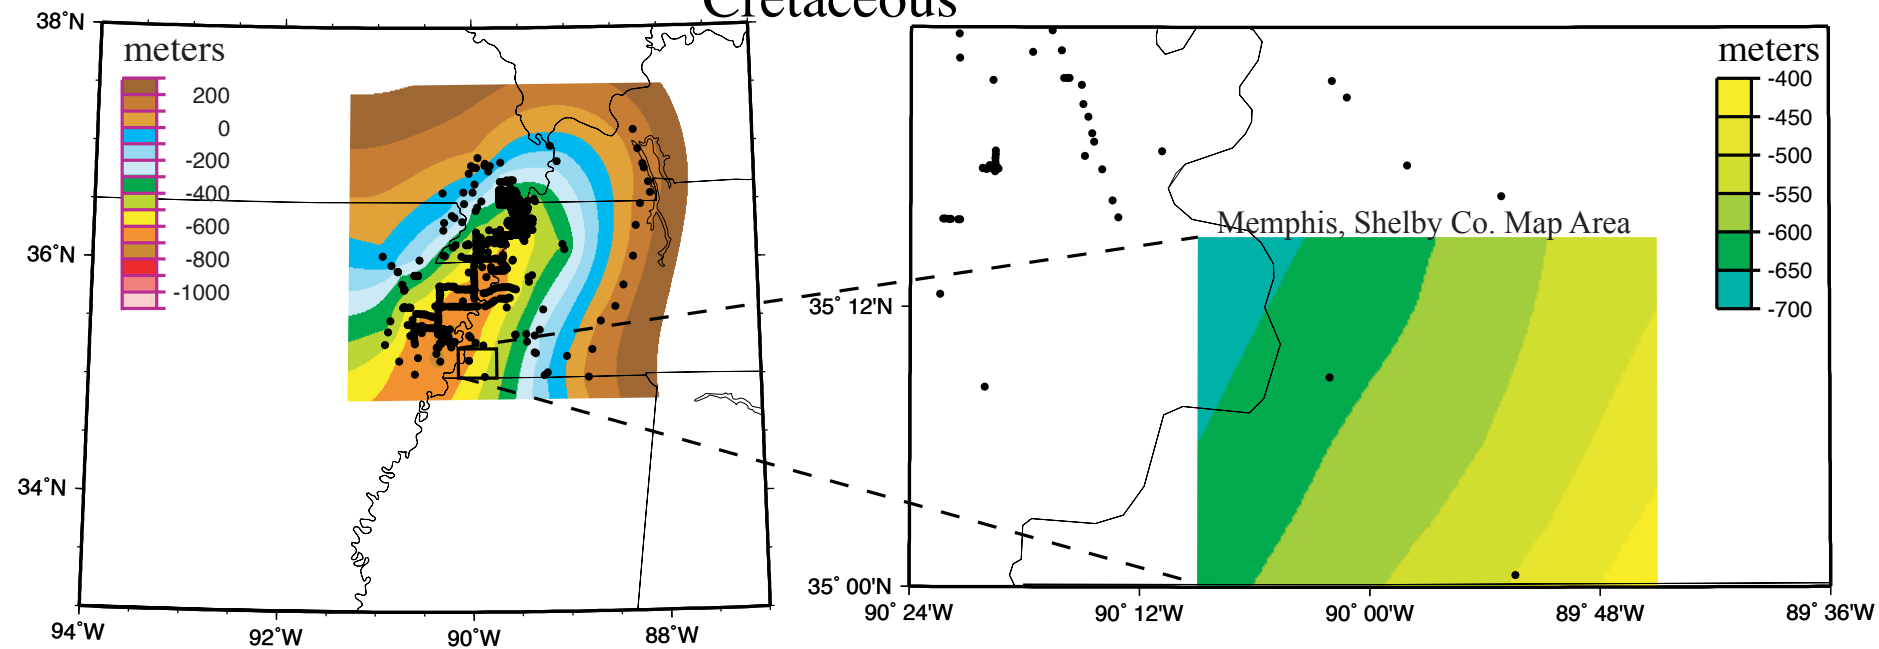 Cretaceous
38°N
36°N
34°N
94°W
92°W
90°W
88°W
meters
200
0
-200
-400
-600
-800
-1000
Memphis, Shelby Co. Map Area
35° 12'N
35° 00'N
90° 24'W
90° 12'W
90° 00'W
89° 48'W
89° 36'W
meters
-400
-450
-500
-550
-600
-650
-700